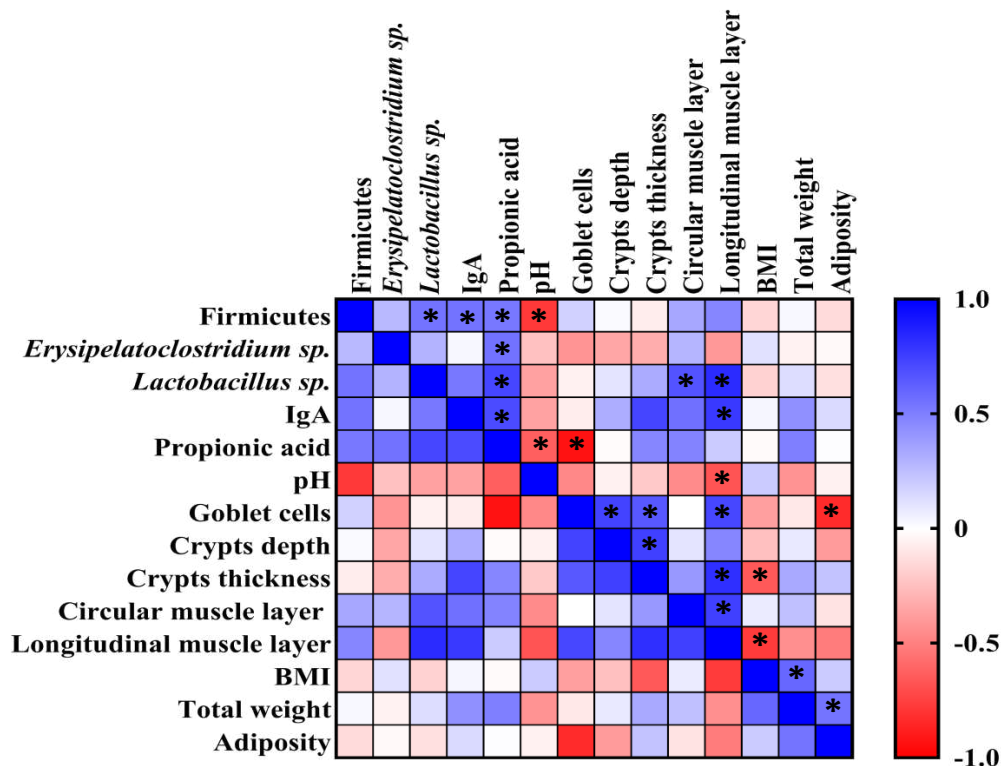 Firmicutes
Erysipelatoclostridium sp.
Lactobacillus sp.
IgA
Propionic acid
pH
Goblet cells
Crypts depth
Crypts thickness
Circular muscle layer
Longitudinal muscle layer
BMI
Total weight
Adiposity
Firmicutes * * * *
Erysipelatoclostridium sp. *
Lactobacillus sp. * * *
IgA * *
Propionic acid * *
pH *
Goblet cells * * * *
Crypts depth *
Crypts thickness * *
Circular muscle layer *
Longitudinal muscle layer *
BMI *
Total weight *
Adiposity
1.0
0.5
0
-0.5
-1.0